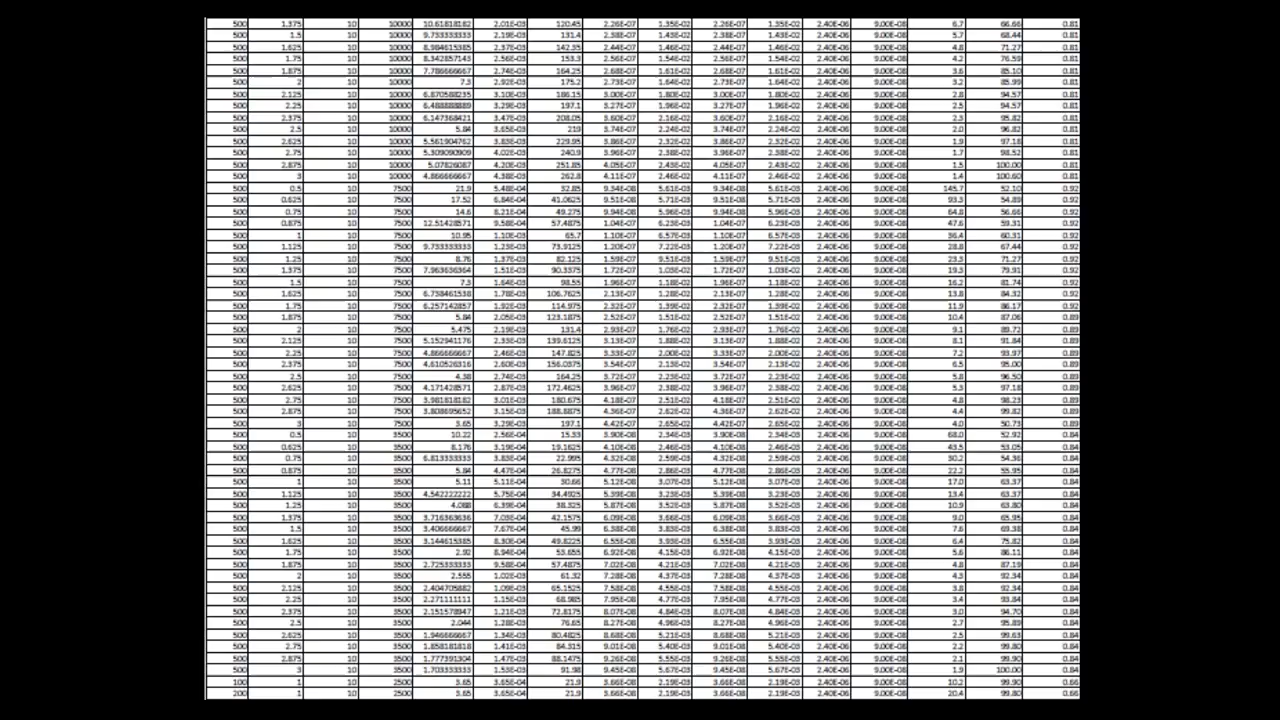 500 1.375 10 10000 10.61818182 2.01E-03 120.45 2.26E-07 1.35E-02 2.26E-07 1.35E-02 2.40E-06 9.00E-08 6.7 66.66 0.81
500 1.5 10 10000 9.733333333 2.19E-03 131.4 2.38E-07 1.43E-02 2.38E-07 1.43E-02 2.40E-06 9.00E-08 5.7 68.44 0.81
500 1.625 10 10000 8.984615385 2.37E-03 142.35 2.44E-07 1.46E-02 2.44E-07 1.46E-02 2.40E-06 9.00E-08 4.8 71.27 0.81
500 1.75 10 10000 8.342857143 2.56E-03 153.3 2.56E-07 1.54E-02 2.56E-07 1.54E-02 2.40E-06 9.00E-08 4.2 76.59 0.81
500 1.875 10 10000 7.786666667 2.74E-03 164.25 2.68E-07 1.61E-02 2.68E-07 1.61E-02 2.40E-06 9.00E-08 3.6 85.10 0.81
500 2 10 10000 7.3 2.92E-03 175.2 2.73E-07 1.64E-02 2.73E-07 1.64E-02 2.40E-06 9.00E-08 3.2 85.99 0.81
500 2.125 10 10000 6.870588235 3.10E-03 186.15 3.00E-07 1.80E-02 3.00E-07 1.80E-02 2.40E-06 9.00E-08 2.8 94.57 0.81
500 2.25 10 10000 6.488888889 3.29E-03 197.1 3.27E-07 1.96E-02 3.27E-07 1.96E-02 2.40E-06 9.00E-08 2.5 94.57 0.81
500 2.375 10 10000 6.147368421 3.47E-03 208.05 3.60E-07 2.16E-02 3.60E-07 2.16E-02 2.40E-06 9.00E-08 2.3 95.82 0.81
500 2.5 10 10000 5.84 3.65E-03 219 3.74E-07 2.24E-02 3.74E-07 2.24E-02 2.40E-06 9.00E-08 2.0 96.82 0.81
500 2.625 10 10000 5.561904762 3.83E-03 229.95 3.86E-07 2.32E-02 3.86E-07 2.32E-02 2.40E-06 9.00E-08 1.9 97.18 0.81
500 2.75 10 10000 5.309090909 4.02E-03 240.9 3.96E-07 2.38E-02 3.96E-07 2.38E-02 2.40E-06 9.00E-08 1.7 98.52 0.81
500 2.875 10 10000 5.07826087 4.20E-03 251.85 4.05E-07 2.43E-02 4.05E-07 2.43E-02 2.40E-06 9.00E-08 1.5 100.00 0.81
500 3 10 10000 4.866666667 4.38E-03 262.8 4.11E-07 2.46E-02 4.11E-07 2.46E-02 2.40E-06 9.00E-08 1.4 100.60 0.81
500 0.5 10 7500 21.9 5.48E-04 32.85 9.34E-08 5.61E-03 9.34E-08 5.61E-03 2.40E-06 9.00E-08 145.7 52.10 0.92
500 0.625 10 7500 17.52 6.84E-04 41.0625 9.51E-08 5.71E-03 9.51E-08 5.71E-03 2.40E-06 9.00E-08 93.3 54.89 0.92
500 0.75 10 7500 14.6 8.21E-04 49.275 9.94E-08 5.96E-03 9.94E-08 5.96E-03 2.40E-06 9.00E-08 64.8 56.66 0.92
500 0.875 10 7500 12.51428571 9.58E-04 57.4875 1.04E-07 6.23E-03 1.04E-07 6.23E-03 2.40E-06 9.00E-08 47.6 59.31 0.92
500 1 10 7500 10.95 1.10E-03 65.7 1.10E-07 6.57E-03 1.10E-07 6.57E-03 2.40E-06 9.00E-08 36.4 60.31 0.92
500 1.125 10 7500 9.733333333 1.23E-03 73.9125 1.20E-07 7.22E-03 1.20E-07 7.22E-03 2.40E-06 9.00E-08 28.8 67.44 0.92
500 1.25 10 7500 8.76 1.37E-03 82.125 1.59E-07 9.51E-03 1.59E-07 9.51E-03 2.40E-06 9.00E-08 23.3 71.27 0.92
500 1.375 10 7500 7.963636364 1.51E-03 90.3375 1.72E-07 1.03E-02 1.72E-07 1.03E-02 2.40E-06 9.00E-08 19.3 79.91 0.92
500 1.5 10 7500 7.3 1.64E-03 98.55 1.96E-07 1.18E-02 1.96E-07 1.18E-02 2.40E-06 9.00E-08 16.2 81.74 0.92
500 1.625 10 7500 6.738461538 1.78E-03 106.7625 2.13E-07 1.28E-02 2.13E-07 1.28E-02 2.40E-06 9.00E-08 13.8 84.32 0.92
500 1.75 10 7500 6.257142857 1.92E-03 114.975 2.32E-07 1.39E-02 2.32E-07 1.39E-02 2.40E-06 9.00E-08 11.9 86.17 0.92
500 1.875 10 7500 5.84 2.05E-03 123.1875 2.52E-07 1.51E-02 2.52E-07 1.51E-02 2.40E-06 9.00E-08 10.4 87.06 0.89
500 2 10 7500 5.475 2.19E-03 131.4 2.93E-07 1.76E-02 2.93E-07 1.76E-02 2.40E-06 9.00E-08 9.1 89.72 0.89
500 2.125 10 7500 5.152941176 2.33E-03 139.6125 3.13E-07 1.88E-02 3.13E-07 1.88E-02 2.40E-06 9.00E-08 8.1 91.84 0.89
500 2.25 10 7500 4.866666667 2.46E-03 147.825 3.33E-07 2.00E-02 3.33E-07 2.00E-02 2.40E-06 9.00E-08 7.2 93.97 0.89
500 2.375 10 7500 4.610526316 2.60E-03 156.0375 3.54E-07 2.13E-02 3.54E-07 2.13E-02 2.40E-06 9.00E-08 6.5 95.00 0.89
500 2.5 10 7500 4.38 2.74E-03 164.25 3.72E-07 2.23E-02 3.72E-07 2.23E-02 2.40E-06 9.00E-08 5.8 96.50 0.89
500 2.625 10 7500 4.171428571 2.87E-03 172.4625 3.96E-07 2.38E-02 3.96E-07 2.38E-02 2.40E-06 9.00E-08 5.3 97.18 0.89
500 2.75 10 7500 3.981818182 3.01E-03 180.675 4.18E-07 2.51E-02 4.18E-07 2.51E-02 2.40E-06 9.00E-08 4.8 98.23 0.89
500 2.875 10 7500 3.808695652 3.15E-03 188.8875 4.36E-07 2.62E-02 4.36E-07 2.62E-02 2.40E-06 9.00E-08 4.4 99.82 0.89
500 3 10 7500 3.65 3.29E-03 197.1 4.42E-07 2.65E-02 4.42E-07 2.65E-02 2.40E-06 9.00E-08 4.0 50.73 0.89
500 0.5 10 3500 10.22 2.56E-04 15.33 3.90E-08 2.34E-03 3.90E-08 2.34E-03 2.40E-06 9.00E-08 68.0 52.92 0.84
500 0.625 10 3500 8.176 3.19E-04 19.1625 4.10E-08 2.46E-03 4.10E-08 2.46E-03 2.40E-06 9.00E-08 43.5 53.05 0.84
500 0.75 10 3500 6.813333333 3.83E-04 22.995 4.32E-08 2.59E-03 4.32E-08 2.59E-03 2.40E-06 9.00E-08 30.2 54.36 0.84
500 0.875 10 3500 5.84 4.47E-04 26.8275 4.77E-08 2.86E-03 4.77E-08 2.86E-03 2.40E-06 9.00E-08 22.2 55.95 0.84
500 1 10 3500 5.11 5.11E-04 30.66 5.12E-08 3.07E-03 5.12E-08 3.07E-03 2.40E-06 9.00E-08 17.0 63.37 0.84
500 1.125 10 3500 4.542222222 5.75E-04 34.4925 5.39E-08 3.23E-03 5.39E-08 3.23E-03 2.40E-06 9.00E-08 13.4 63.37 0.84
500 1.25 10 3500 4.088 6.39E-04 38.325 5.87E-08 3.52E-03 5.87E-08 3.52E-03 2.40E-06 9.00E-08 10.9 63.80 0.84
500 1.375 10 3500 3.716363636 7.03E-04 42.1575 6.09E-08 3.66E-03 6.09E-08 3.66E-03 2.40E-06 9.00E-08 9.0 65.95 0.84
500 1.5 10 3500 3.406666667 7.67E-04 45.99 6.38E-08 3.83E-03 6.38E-08 3.83E-03 2.40E-06 9.00E-08 7.6 69.38 0.84
500 1.625 10 3500 3.144615385 8.30E-04 49.8225 6.55E-08 3.93E-03 6.55E-08 3.93E-03 2.40E-06 9.00E-08 6.4 75.82 0.84
500 1.75 10 3500 2.92 8.94E-04 53.655 6.92E-08 4.15E-03 6.92E-08 4.15E-03 2.40E-06 9.00E-08 5.6 86.11 0.84
500 1.875 10 3500 2.725333333 9.58E-04 57.4875 7.02E-08 4.21E-03 7.02E-08 4.21E-03 2.40E-06 9.00E-08 4.8 87.19 0.84
500 2 10 3500 2.555 1.02E-03 61.32 7.28E-08 4.37E-03 7.28E-08 4.37E-03 2.40E-06 9.00E-08 4.3 92.34 0.84
500 2.125 10 3500 2.404705882 1.09E-03 65.1525 7.58E-08 4.55E-03 7.58E-08 4.55E-03 2.40E-06 9.00E-08 3.8 92.34 0.84
500 2.25 10 3500 2.271111111 1.15E-03 68.985 7.95E-08 4.77E-03 7.95E-08 4.77E-03 2.40E-06 9.00E-08 3.4 93.84 0.84
500 2.375 10 3500 2.151578947 1.21E-03 72.8175 8.07E-08 4.84E-03 8.07E-08 4.84E-03 2.40E-06 9.00E-08 3.0 94.70 0.84
500 2.5 10 3500 2.044 1.28E-03 76.65 8.27E-08 4.96E-03 8.27E-08 4.96E-03 2.40E-06 9.00E-08 2.7 95.89 0.84
500 2.625 10 3500 1.946666667 1.34E-03 80.4825 8.68E-08 5.21E-03 8.68E-08 5.21E-03 2.40E-06 9.00E-08 2.5 99.63 0.84
500 2.75 10 3500 1.858181818 1.41E-03 84.315 9.01E-08 5.40E-03 9.01E-08 5.40E-03 2.40E-06 9.00E-08 2.2 99.80 0.84
500 2.875 10 3500 1.777391304 1.47E-03 88.1475 9.26E-08 5.55E-03 9.26E-08 5.55E-03 2.40E-06 9.00E-08 2.1 99.90 0.84
500 3 10 3500 1.703333333 1.53E-03 91.98 9.45E-08 5.67E-03 9.45E-08 5.67E-03 2.40E-06 9.00E-08 1.9 100.00 0.84
100 1 10 2500 3.65 3.65E-04 21.9 3.66E-08 2.19E-03 3.66E-08 2.19E-03 2.40E-06 9.00E-08 10.2 99.90 0.66
200 1 10 2500 3.65 3.65E-04 21.9 3.66E-08 2.19E-03 3.66E-08 2.19E-03 2.40E-06 9.00E-08 20.4 99.80 0.66